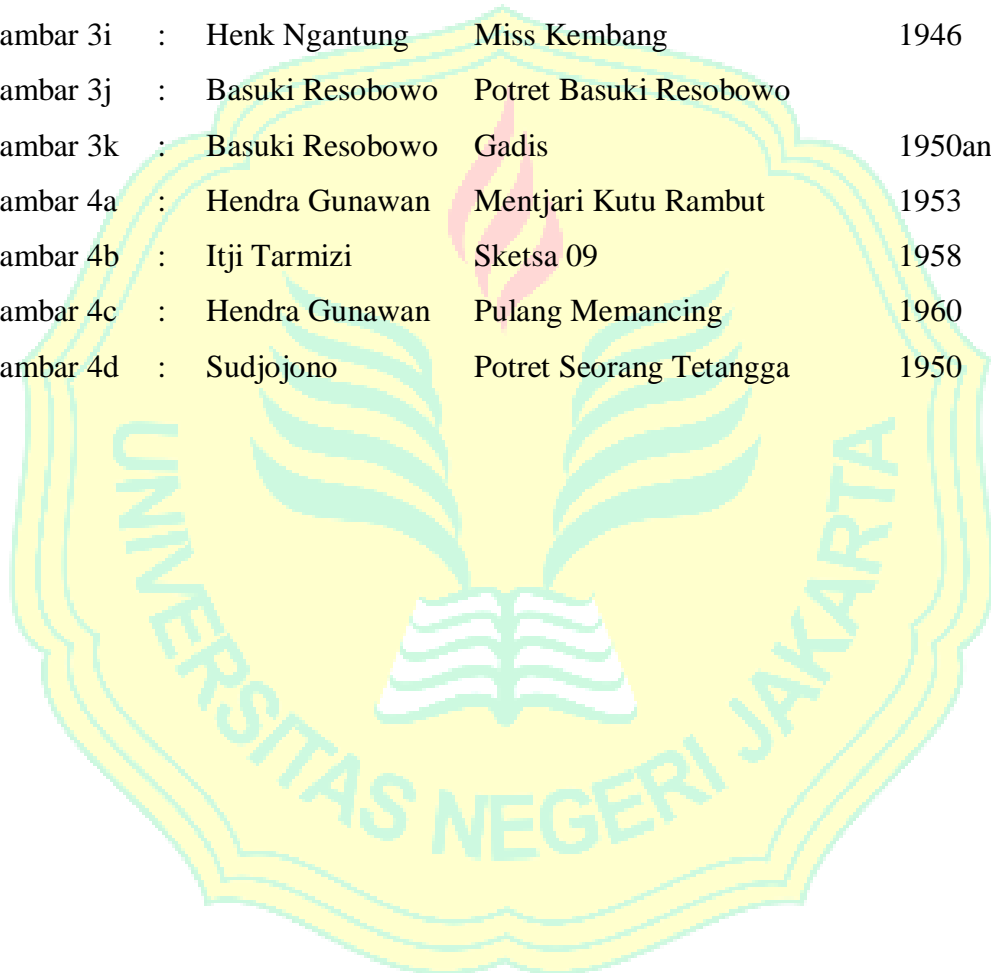 ambar 3i : Henk Ngantung Miss Kembang 1946
ambar 3j : Basuki Resobowo Potret Basuki Resobowo
ambar 3k : Basuki Resobowo Gadis 1950an
ambar 4a : Hendra Gunawan Mentjari Kutu Rambut 1953
ambar 4b : Itji Tarmizi Sketsa 09 1958
ambar 4c : Hendra Gunawan Pulang Memancing 1960
ambar 4d : Sudjojono Potret Seorang Tetangga 1950
UNIVERSITAS NEGERI JAKARTA